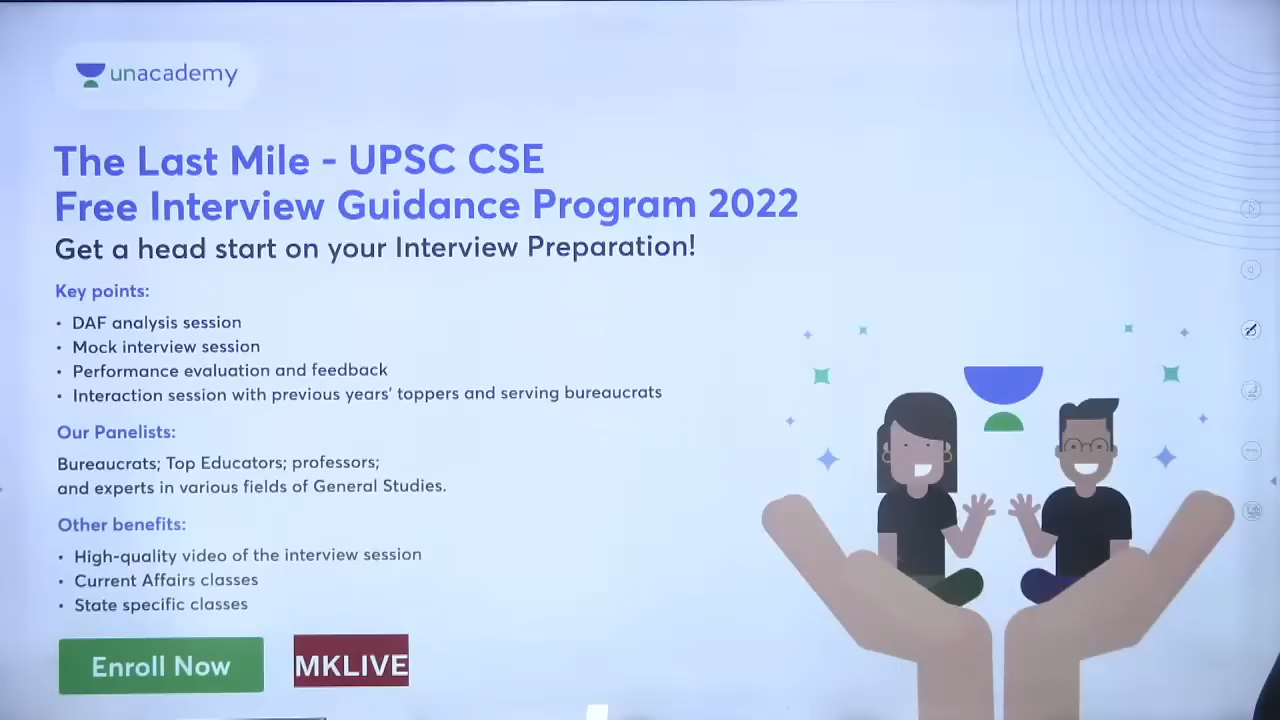 unacademy
The Last Mile - UPSC CSE
Free Interview Guidance Program 2022
Get a head start on your Interview Preparation!
Key points:
• DAF analysis session
• Mock interview session
• Performance evaluation and feedback
• Interaction session with previous years' toppers and serving bureaucrats
Our Panelists:
Bureaucrats; Top Educators; professors;
and experts in various fields of General Studies.
Other benefits:
• High-quality video of the interview session
• Current Affairs classes
• State specific classes
Enroll Now
MKLIVE